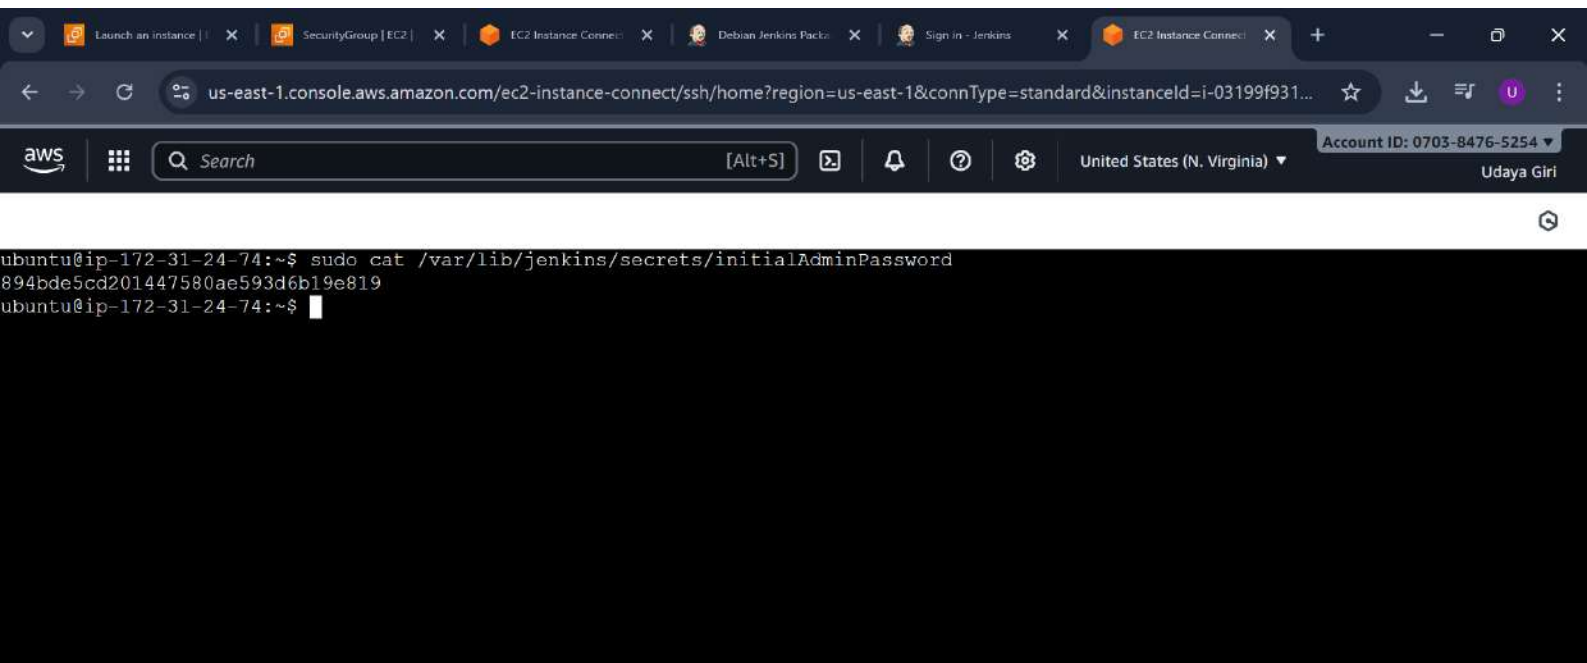 Launch an instance |
SecurityGroup | EC2 |
EC2 Instance Connec
Debian Jenkins Packa
Sign in - Jenkins
EC2 Instance Connect
us-east-1.console.aws.amazon.com/ec2-instance-connect/ssh/home?region=us-east-1&connType=standard&instanceId=i-03199f931...
U
aws
Search
[Alt+S]
United States (N. Virginia)
Account ID: 0703-8476-5254
Udaya Giri
ubuntu@ip-172-31-24-74:~$ sudo cat /var/lib/jenkins/secrets/initialAdminPassword
894bde5cd201447580ae593d6b19e819
ubuntu@ip-172-31-24-74:~$